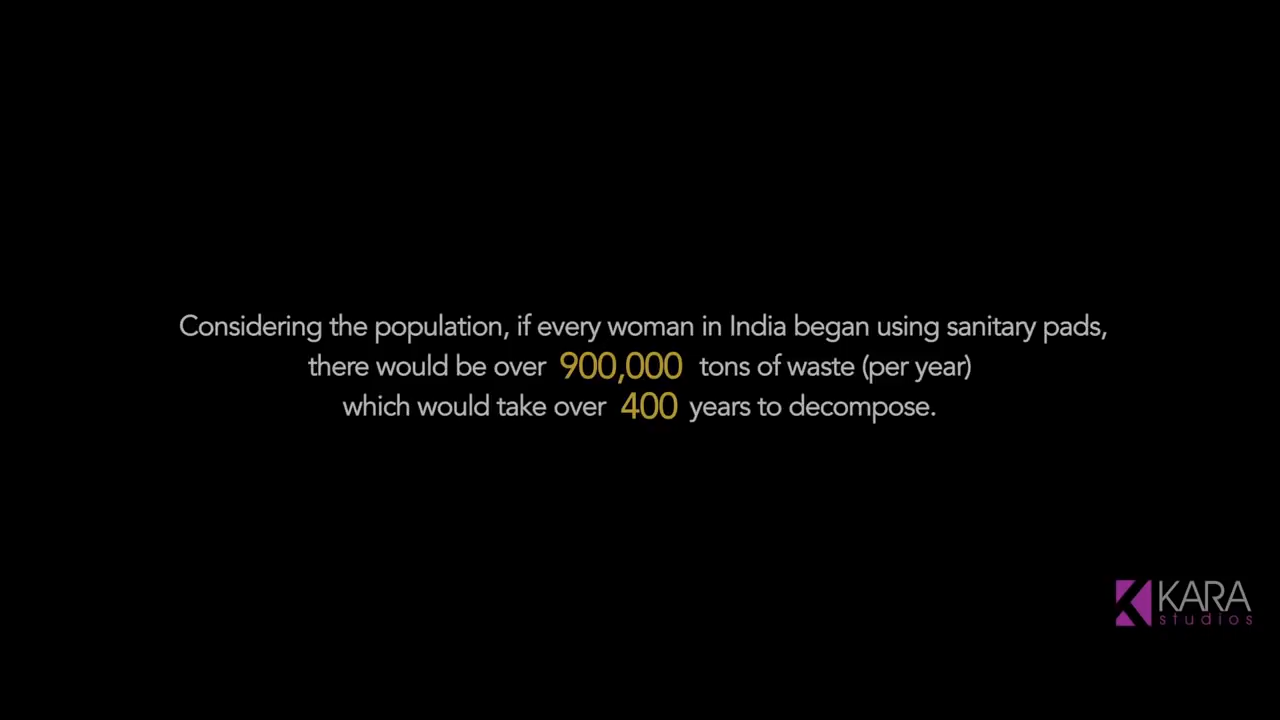 Considering the population, if every woman in India began using sanitary pads,
there would be over 900,000 tons of waste (per year)
which would take over 400 years to decompose.
KARA
studios